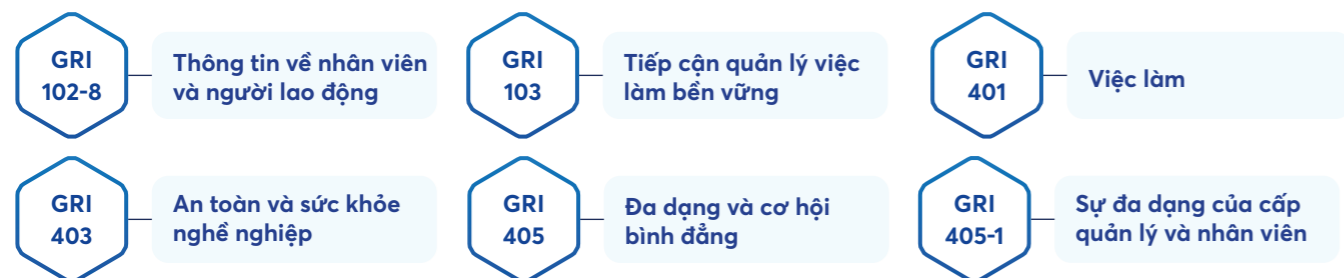 GRI
102-8
Thông tin về nhân viên
và người lao động
GRI
103
Tiếp cận quản lý việc
làm bền vững
GRI
401
Việc làm
GRI
403
An toàn và sức khỏe
nghề nghiệp
GRI
405
Đa dạng và cơ hội
bình đẳng
GRI
405-1
Sự đa dạng của cấp
quản lý và nhân viên